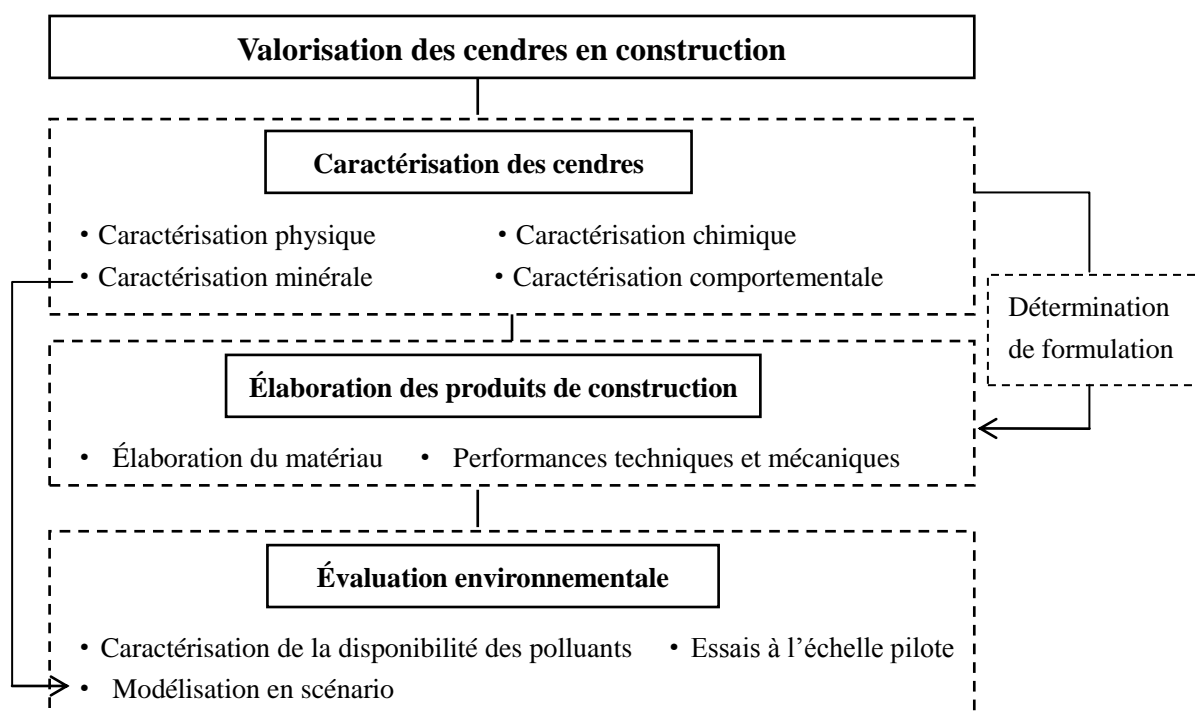 Valorisation des cendres en construction
Caractérisation des cendres
• Caractérisation physique • Caractérisation chimique
• Caractérisation minérale • Caractérisation comportementale
Détermination
de formulation
Élaboration des produits de construction
• Élaboration du matériau • Performances techniques et mécaniques
Évaluation environnementale
• Caractérisation de la disponibilité des polluants • Essais à l’échelle pilote
• Modélisation en scénario